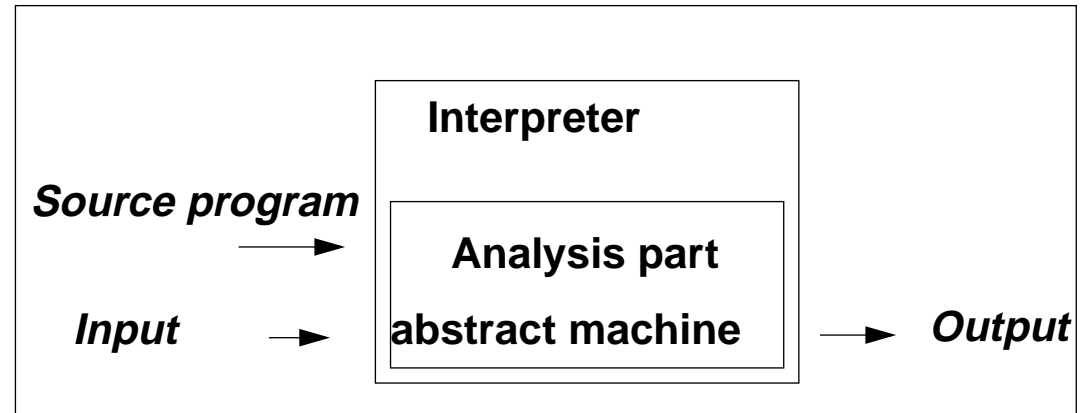 Interpreter
Source program
Analysis part
Input
abstract machine
Output